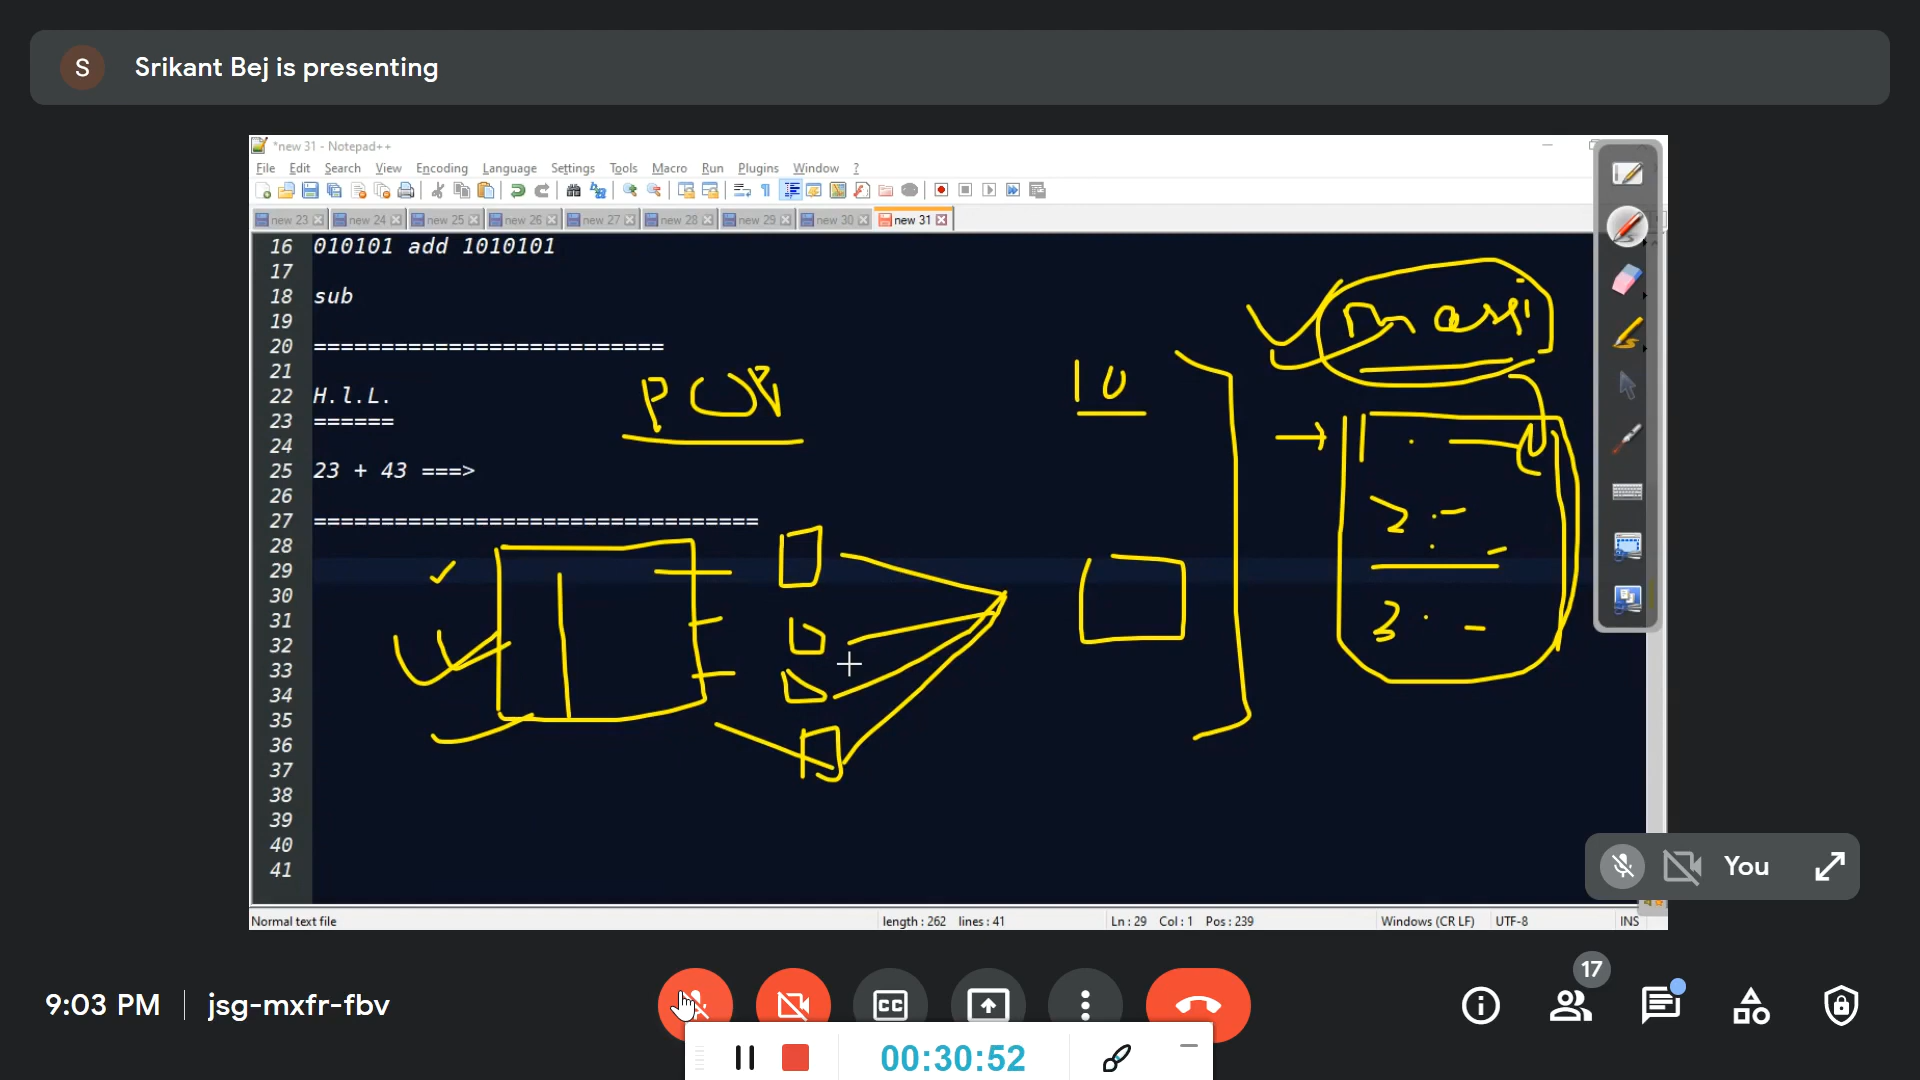 S Srikant Bej is presenting
*new 31 - Notepad++
File Edit Search View Encoding Language Settings Tools Macro Run Plugins Window ?
new 23 new 24 new 25 new 26 new 27 new 28 new 29 new 30 new 31
16 010101 add 1010101
17
18 sub
19
20 ==========================
21
22 H.l.L.
23 ======
24
25 23 + 43 ===>
26
27 =================================
28
29
30
31
32
33
34
35
36
37
38
39
40
41
10
1.
2.
3.
Normal text file length : 262 lines : 41 Ln : 29 Col : 1 Pos : 239 Windows (CR LF) UTF-8 INS
You
9:03 PM jsg-mxfr-fbv
CC
17
00:30:52